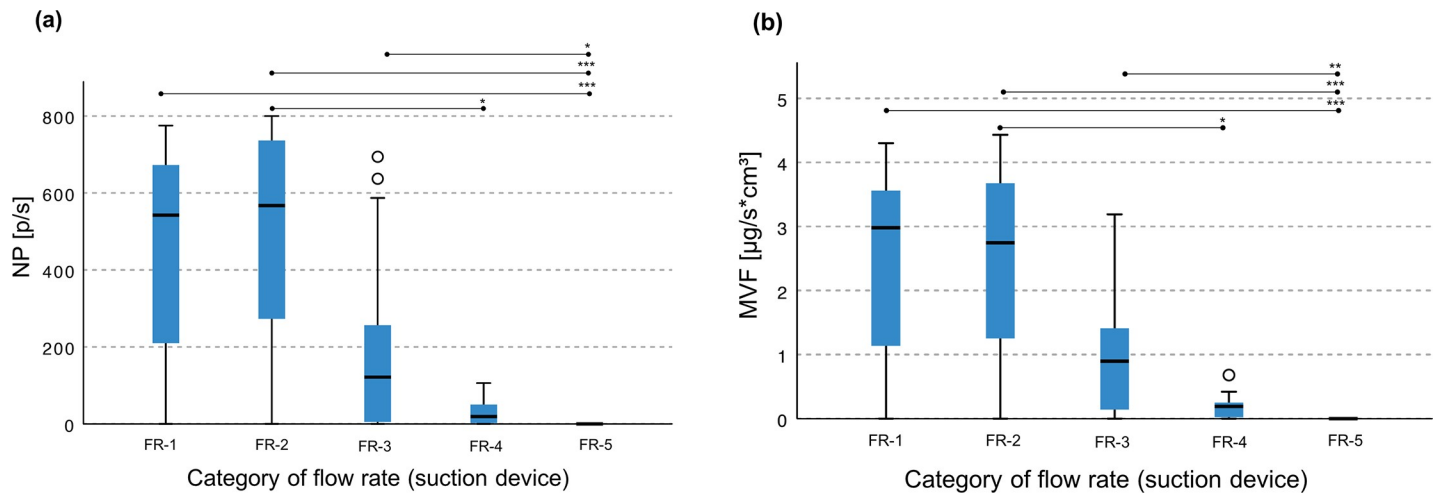 (a)
*
***
***
*
800
600
400
200
0
NP [p/s]
FR-1 FR-2 FR-3 FR-4 FR-5
Category of flow rate (suction device)
(b)
**
***
***
*
5
4
3
2
1
0
MVF [µg/s*cm³]
FR-1 FR-2 FR-3 FR-4 FR-5
Category of flow rate (suction device)